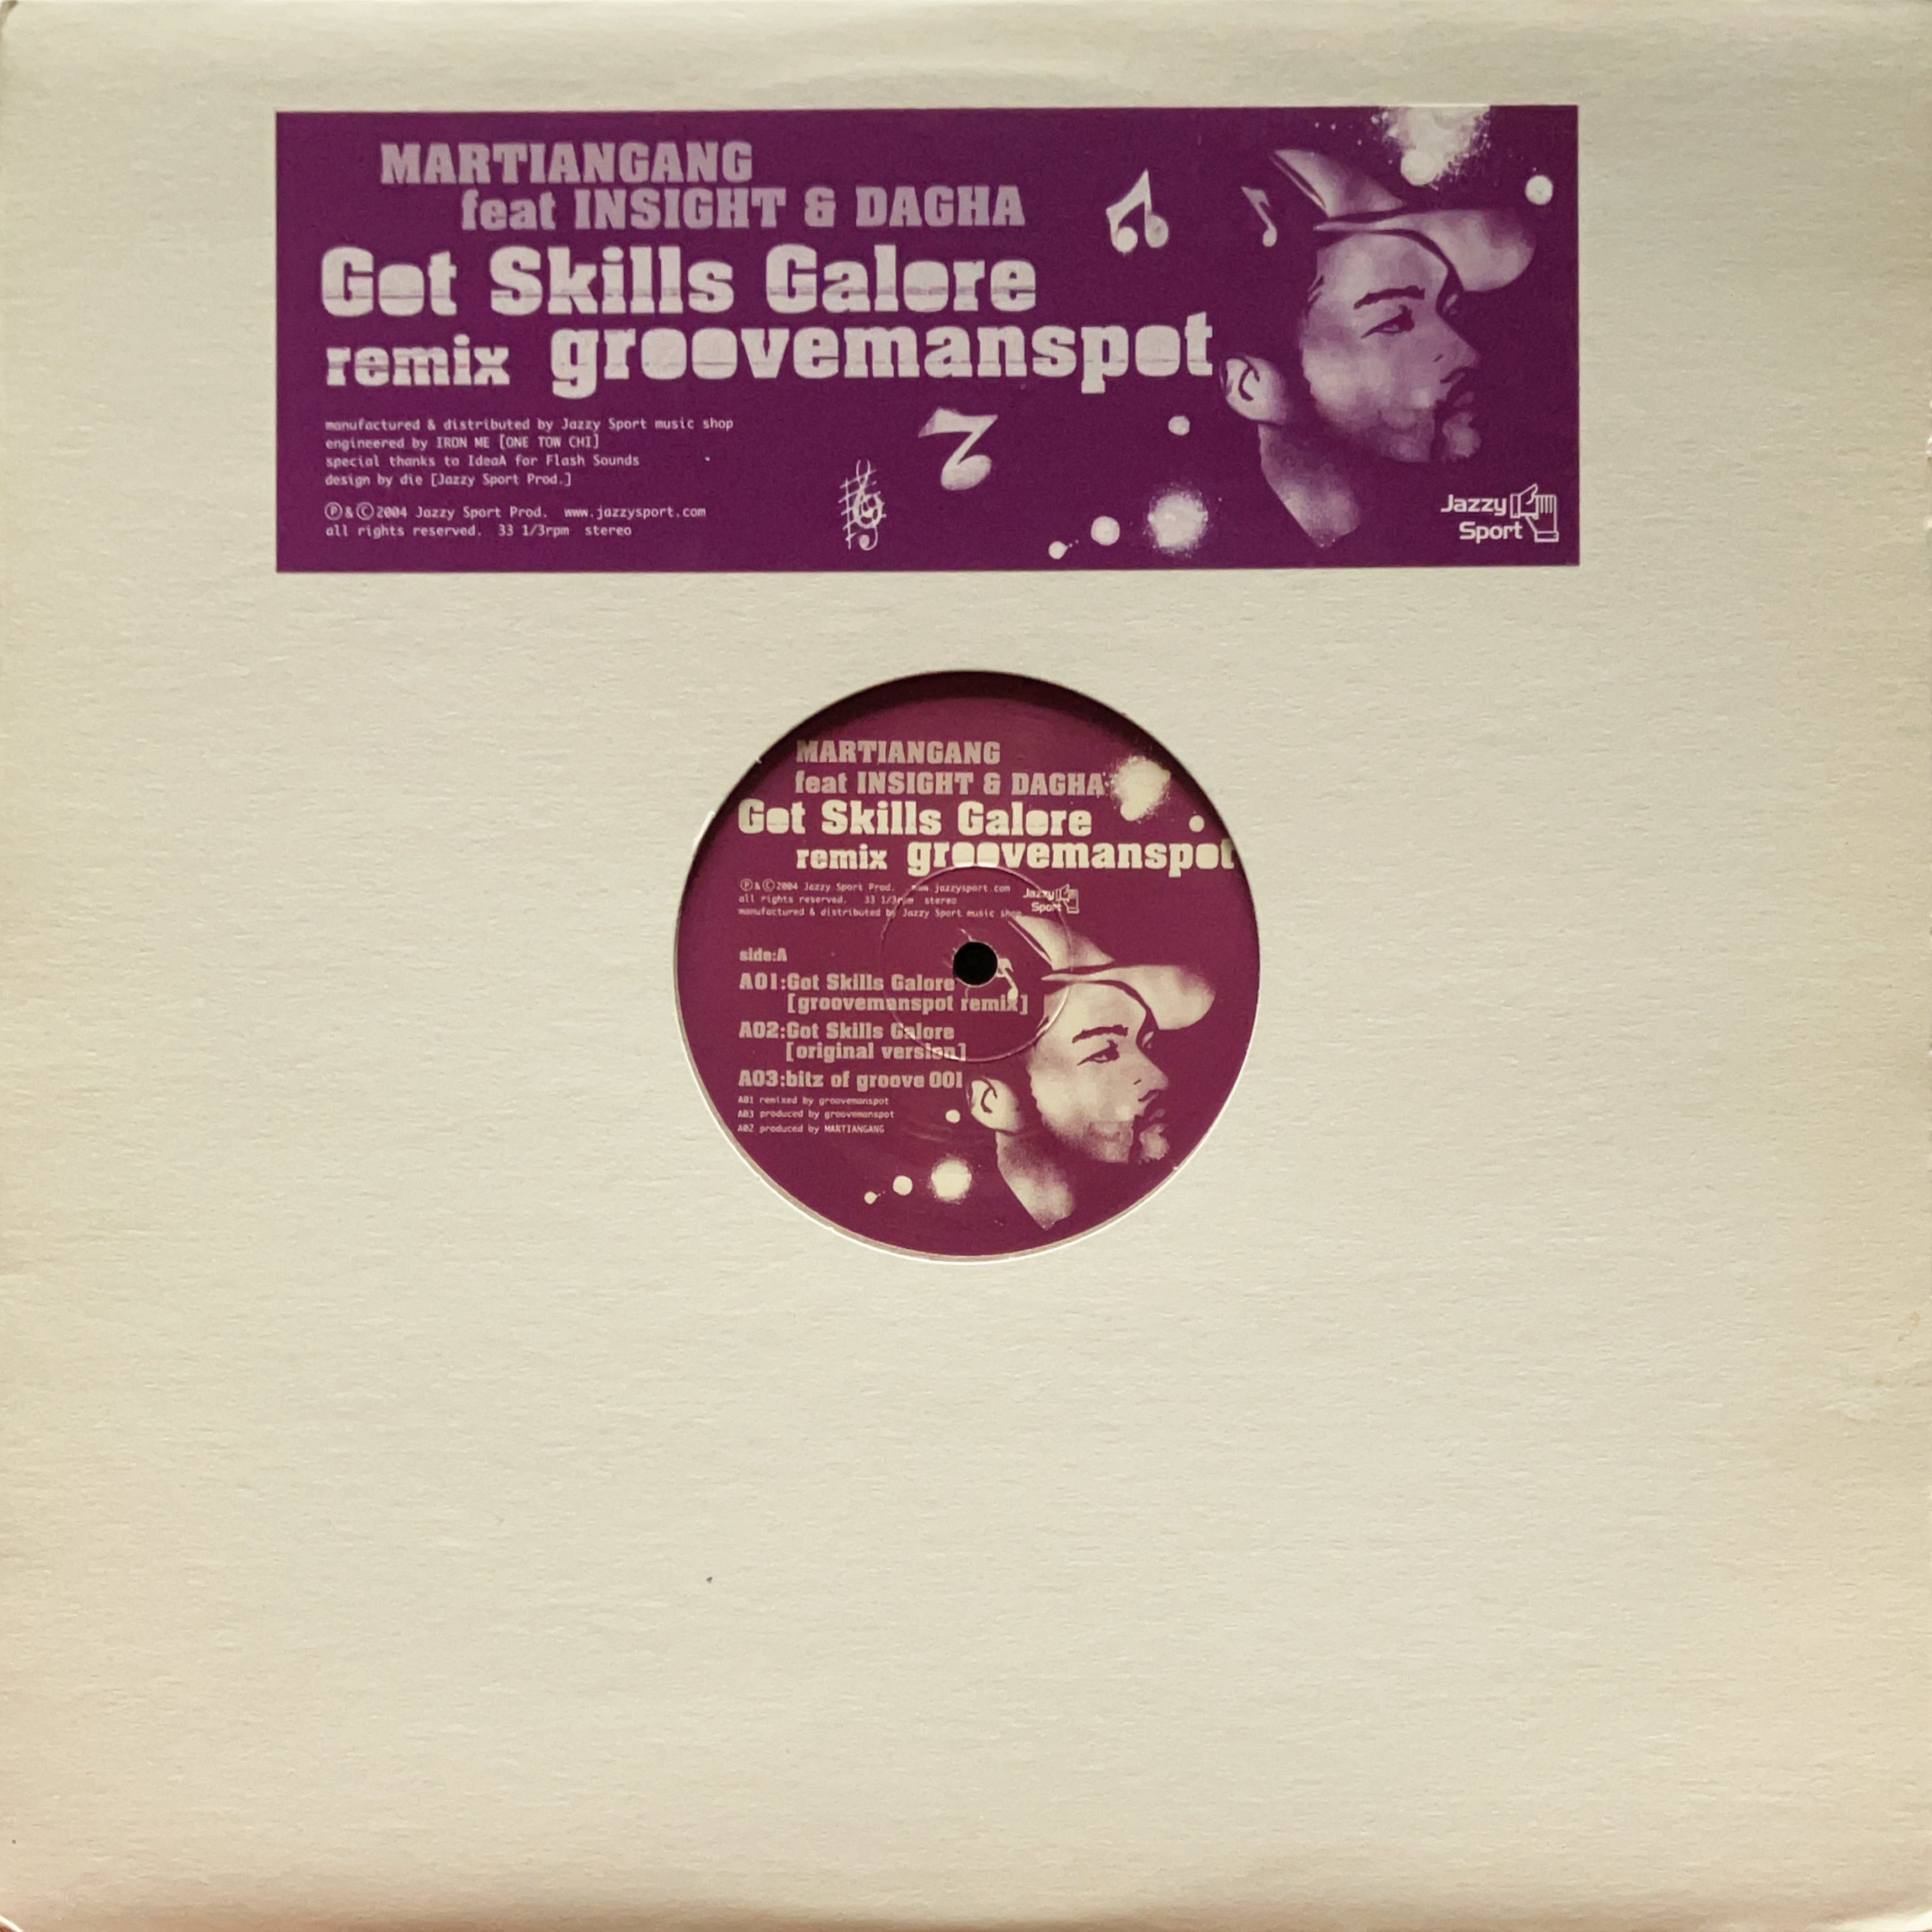 MARTIANGANG
feat INSIGHT & DAGHA
Got Skills Galore
remix groovemanspot
manufactured & distributed by Jazzy Sport music shop
engineered by IRON ME [ONE TOW CHI]
special thanks to IdeaA for Flash Sounds
design by die [Jazzy Sport Prod.]
Ⓟ&Ⓒ2004 Jazzy Sport Prod. www.jazzysport.com
all rights reserved. 33 1/3rpm stereo
Jazzy
Sport
MARTIANGANG
feat INSIGHT & DAGHA
Got Skills Galore
remix groovemanspot
Ⓟ&Ⓒ2004 Jazzy Sport Prod. www.jazzysport.com
all rights reserved. 33 1/3rpm stereo
manufactured & distributed by Jazzy Sport music shop
Jazzy
Sport
side:A
A01:Got Skills Galore
[groovemanspot remix]
A02:Got Skills Galore
[original version]
A03:bitz of groove 001
A01 remixed by groovemanspot
A03 produced by groovemanspot
A02 produced by MARTIANGANG